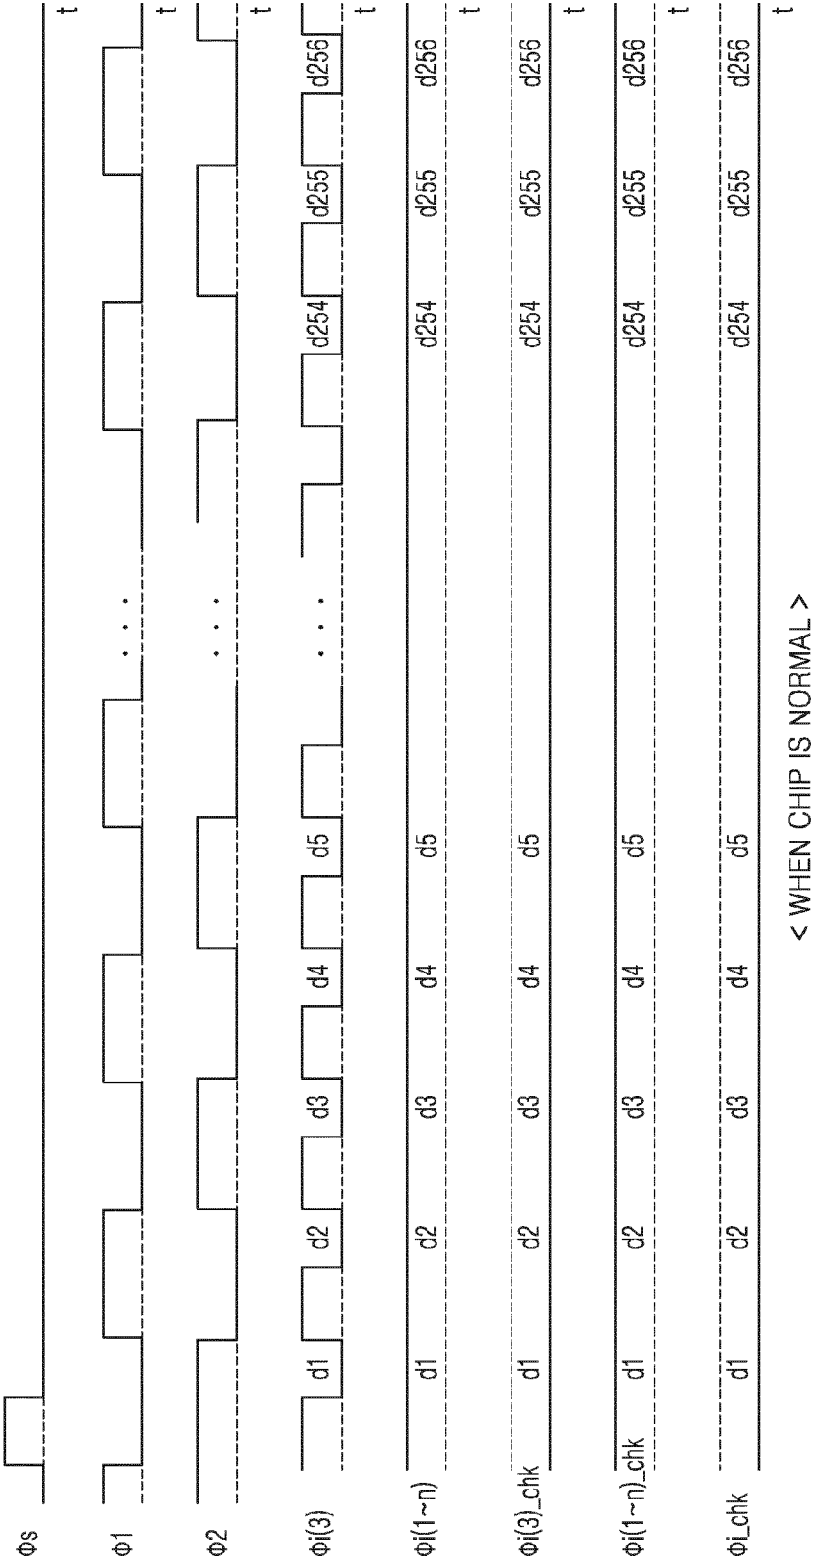 Φs t
Φ1 t
. . .
Φ2 t
. . .
Φi(3) d1 d2 d3 d4 d5 . . . d254 d255 d256 t
Φi(1~n) d1 d2 d3 d4 d5 d254 d255 d256 t
Φi(3)_chk d1 d2 d3 d4 d5 d254 d255 d256 t
Φi(1~n)_chk d1 d2 d3 d4 d5 d254 d255 d256 t
Φi_chk d1 d2 d3 d4 d5 d254 d255 d256 t
< WHEN CHIP IS NORMAL >